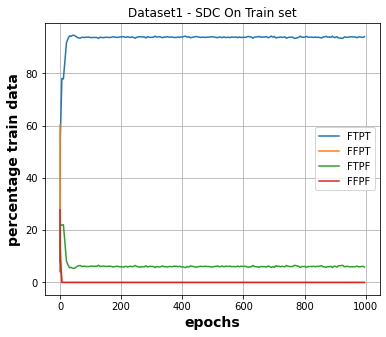 Dataset1 - SDC On Train set
percentage train data
80
60
40
20
0
FTPT
FFPT
FTPF
FFPF
0 200 400 600 800 1000
epochs